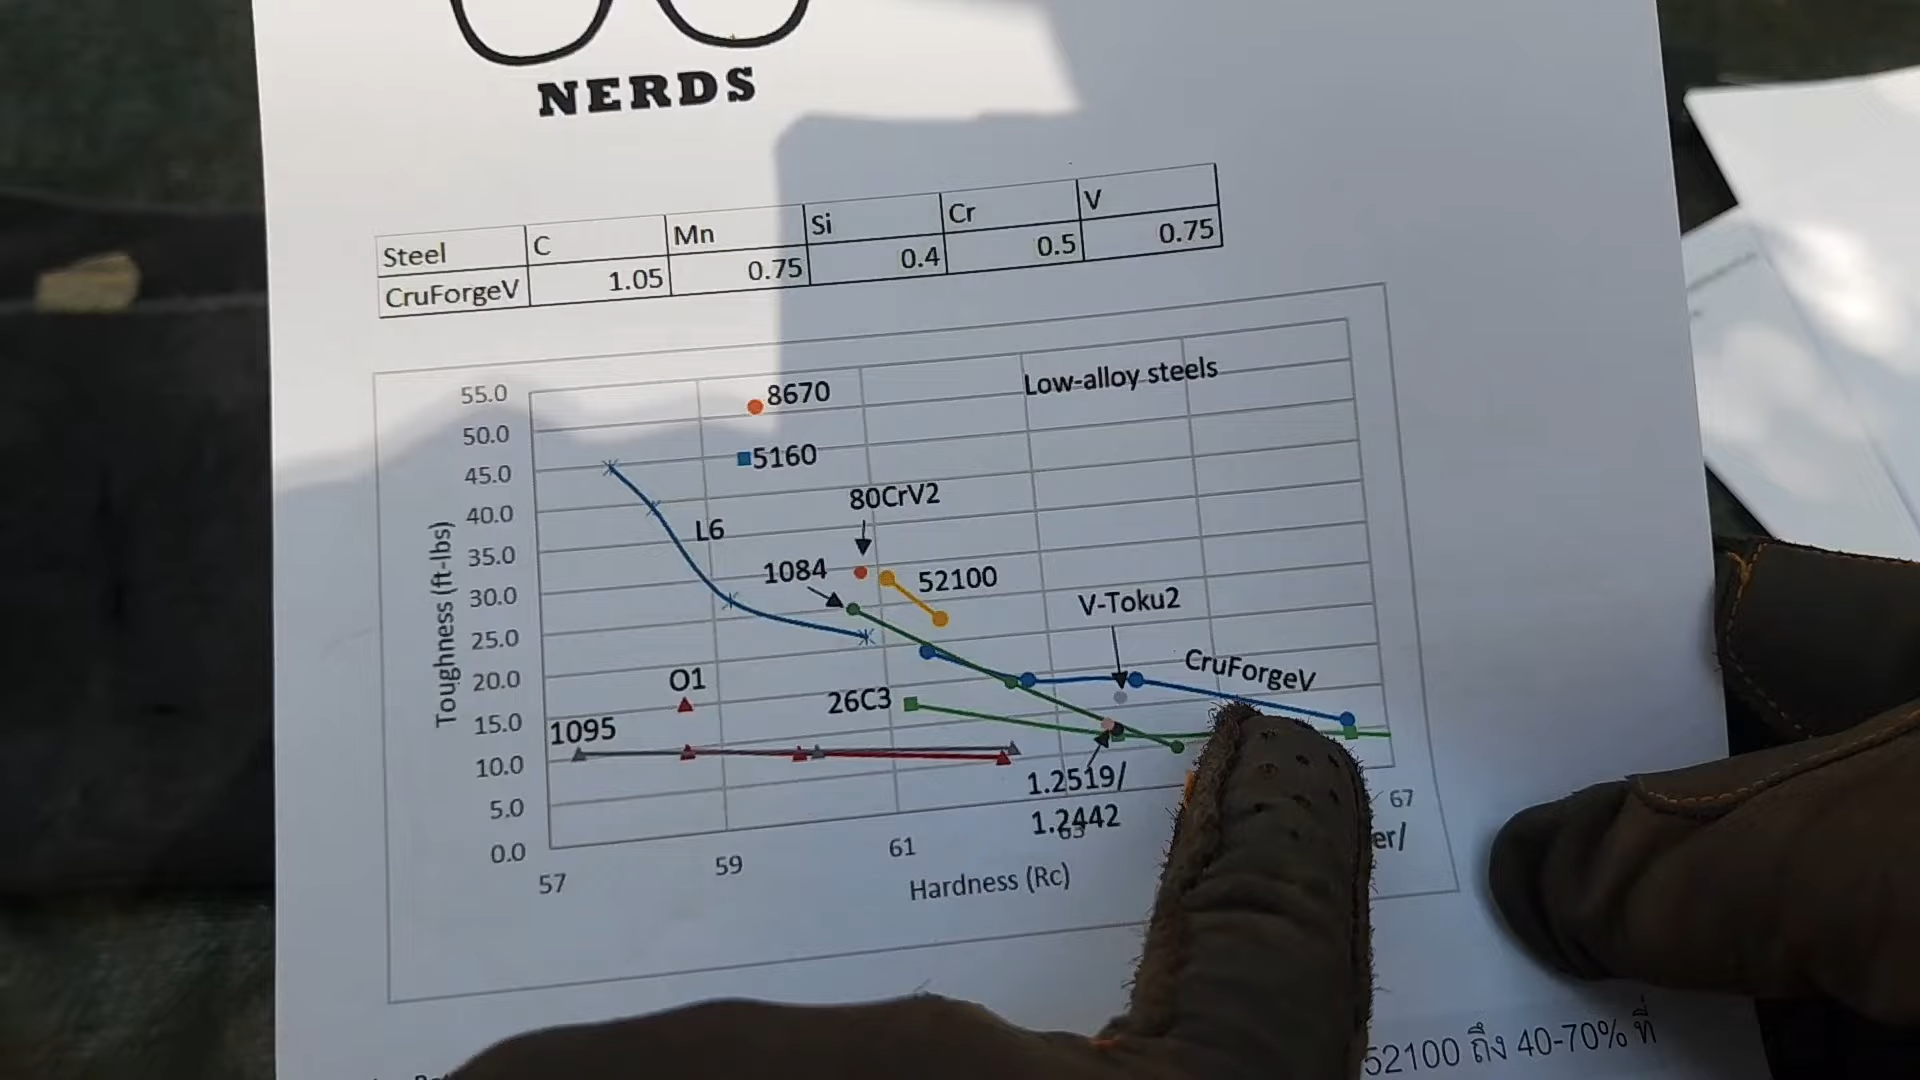 NERDS
Steel C Mn Si Cr V
CruForgeV 1.05 0.75 0.4 0.5 0.75
Low-alloy steels
55.0
50.0
45.0
40.0
35.0
30.0
25.0
20.0
15.0
10.0
5.0
0.0
Toughness (ft-lbs)
8670
5160
80CrV2
L6
1084
52100
V-Toku2
O1
CruForgeV
26C3
1095
1.2519/
1.2442
er/
57 59 61 63 67
Hardness (Rc)
52100 ถึง 40-70% ที่